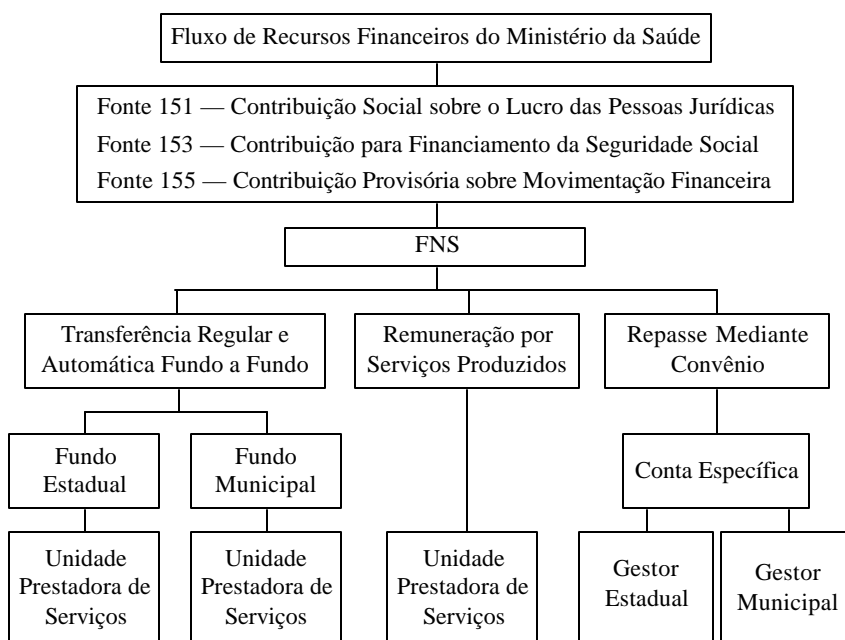 Fluxo de Recursos Financeiros do Ministério da Saúde
Fonte 151 — Contribuição Social sobre o Lucro das Pessoas Jurídicas
Fonte 153 — Contribuição para Financiamento da Seguridade Social
Fonte 155 — Contribuição Provisória sobre Movimentação Financeira
FNS
Transferência Regular e
Automática Fundo a Fundo
Remuneração por
Serviços Produzidos
Repasse Mediante
Convênio
Fundo
Estadual
Fundo
Municipal
Conta Específica
Unidade
Prestadora de
Serviços
Unidade
Prestadora de
Serviços
Unidade
Prestadora de
Serviços
Gestor
Estadual
Gestor
Municipal